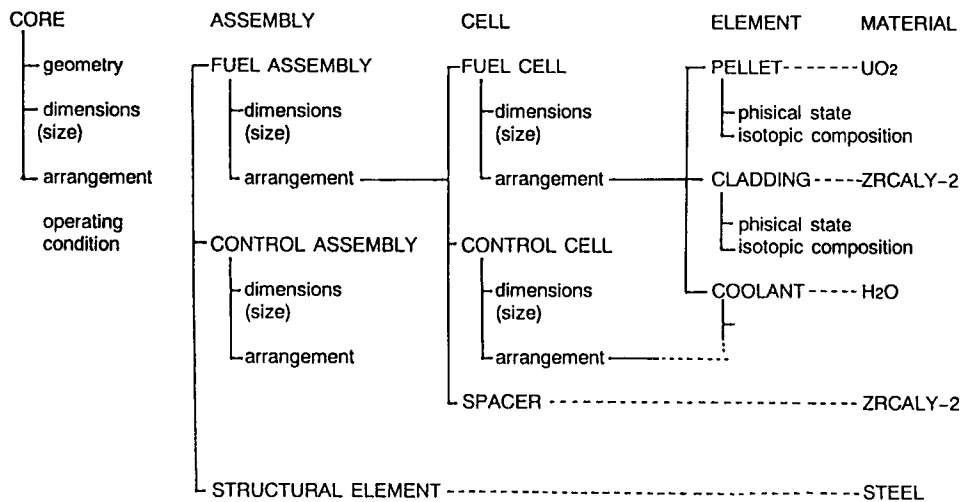 CORE ASSEMBLY CELL ELEMENT MATERIAL
geometry FUEL ASSEMBLY FUEL CELL PELLET UO2
dimensions dimensions dimensions phisical state
(size) (size) (size) isotopic composition
arrangement arrangement arrangement CLADDING ZRCALY-2
operating phisical state
condition CONTROL ASSEMBLY CONTROL CELL isotopic composition
dimensions dimensions COOLANT H2O
(size) (size)
arrangement arrangement
SPACER ZRCALY-2
STRUCTURAL ELEMENT STEEL